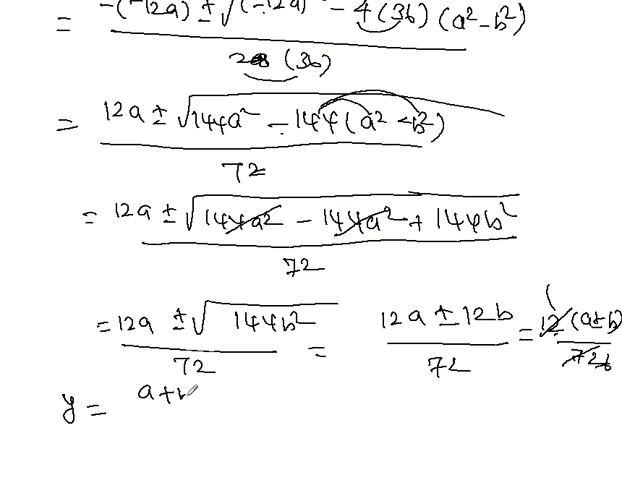 = -(-12a) ± √(-12a) - 4(36)(a² - b²)
2(36)
= 12a ± √144a² - 144(a² - b²)
72
= 12a ± √144a² - 144a² + 144b²
72
= 12a ± √144b² = 12a ± 12b = 12(a±b)
72 72 72 6
y = a+